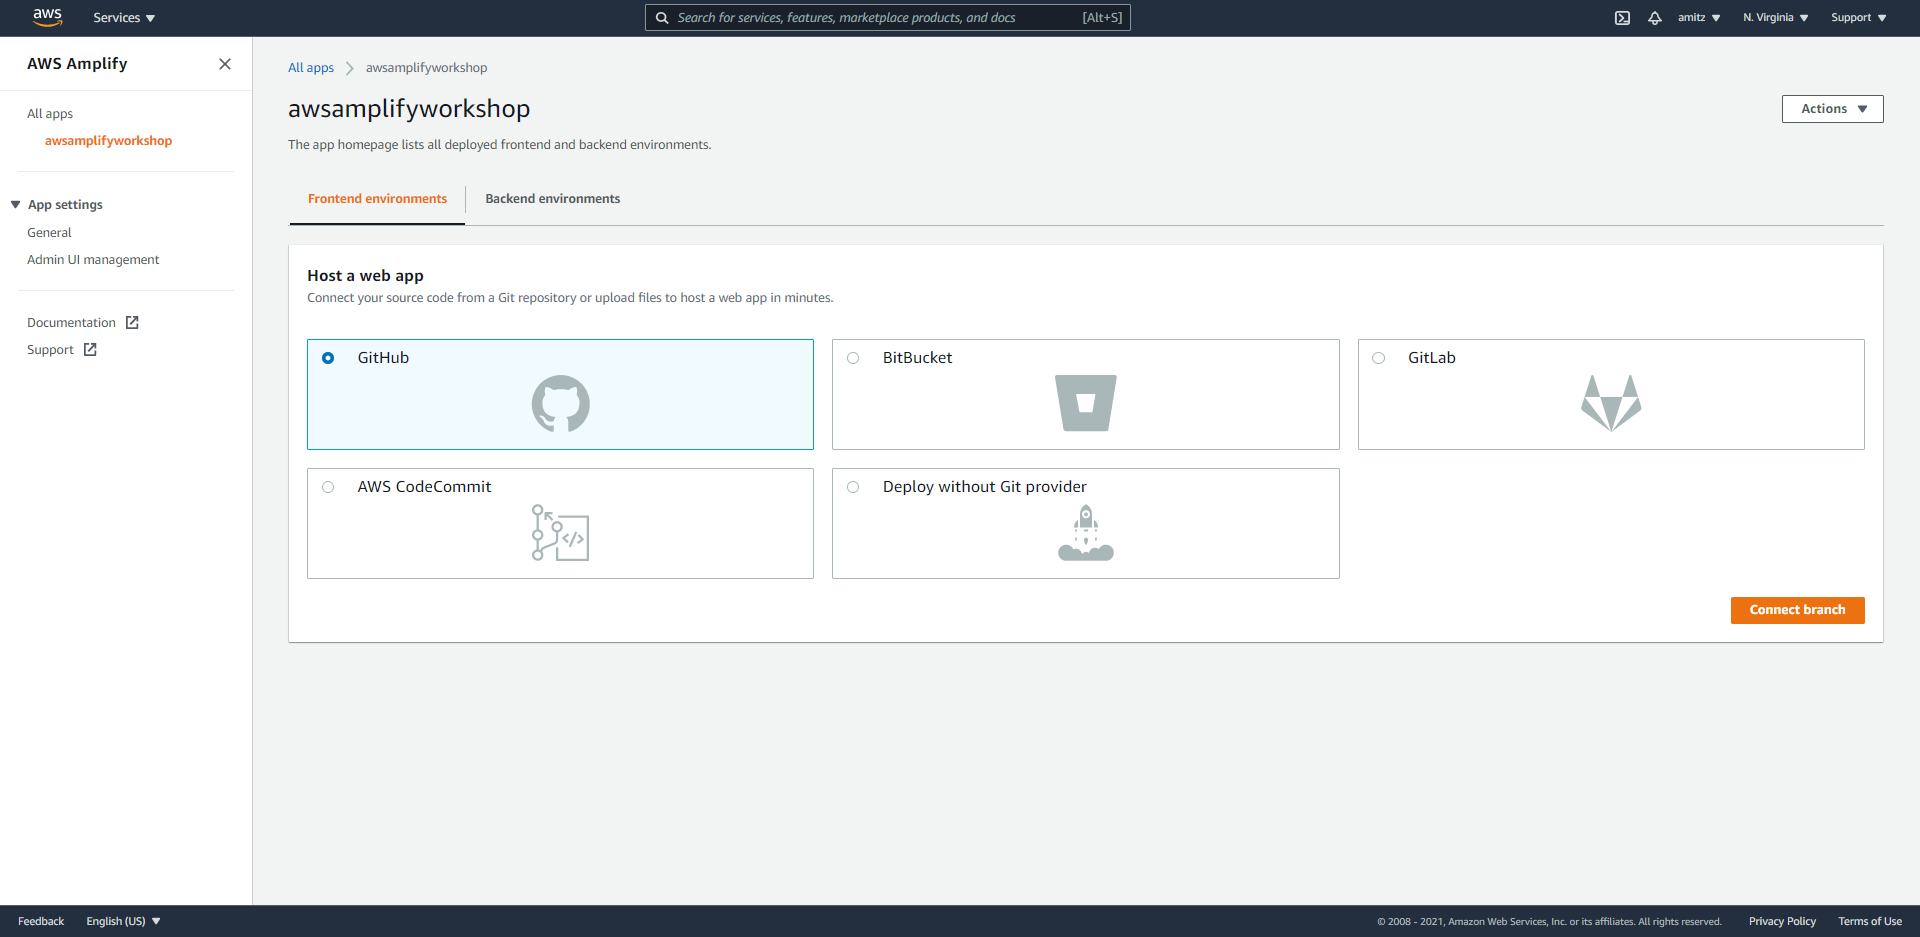 aws Services Search for services, features, marketplace products, and docs [Alt+S] amitz N. Virginia Support
AWS Amplify
All apps
awsamplifyworkshop
App settings
General
Admin UI management
Documentation
Support
All apps awsamplifyworkshop
awsamplifyworkshop
Actions
The app homepage lists all deployed frontend and backend environments.
Frontend environments Backend environments
Host a web app
Connect your source code from a Git repository or upload files to host a web app in minutes.
GitHub BitBucket GitLab
AWS CodeCommit Deploy without Git provider
Connect branch
Feedback English (US) © 2008 - 2021, Amazon Web Services, Inc. or its affiliates. All rights reserved. Privacy Policy Terms of Use